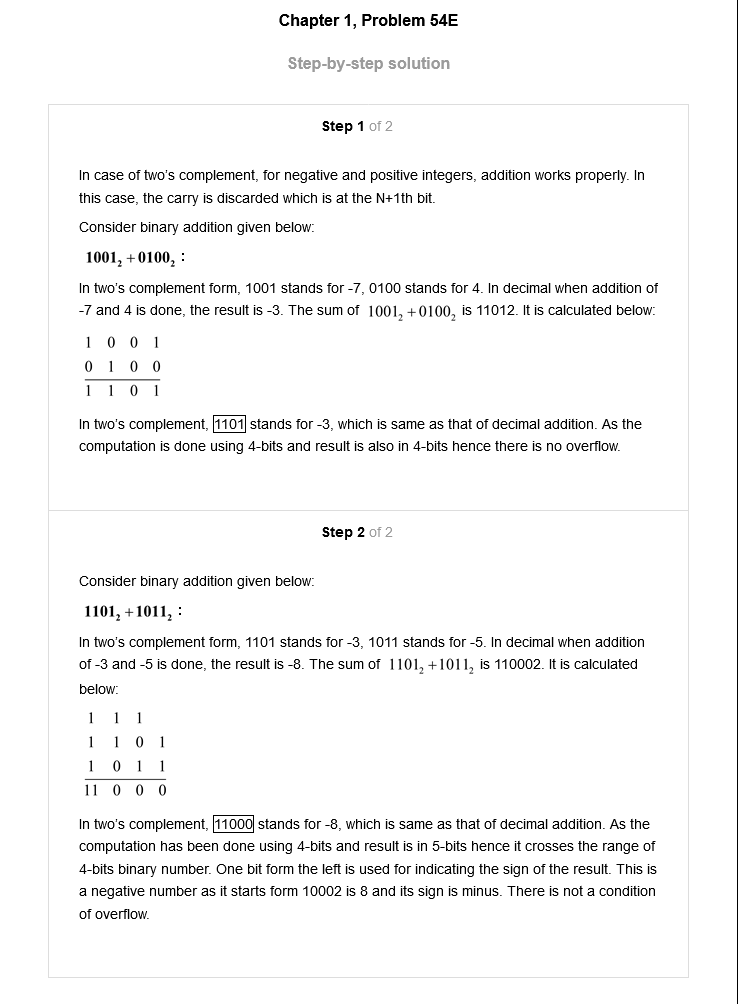 Chapter 1, Problem 54E
Step-by-step solution
Step 1 of 2
In case of two's complement, for negative and positive integers, addition works properly. In
this case, the carry is discarded which is at the N+1th bit.
Consider binary addition given below:
1001₂ + 0100₂ :
In two's complement form, 1001 stands for -7, 0100 stands for 4. In decimal when addition of
-7 and 4 is done, the result is -3. The sum of 1001₂ + 0100₂ is 11012. It is calculated below:
1 0 0 1
0 1 0 0
1 1 0 1
In two's complement, 1101 stands for -3, which is same as that of decimal addition. As the
computation is done using 4-bits and result is also in 4-bits hence there is no overflow.
Step 2 of 2
Consider binary addition given below:
1101₂ + 1011₂ :
In two's complement form, 1101 stands for -3, 1011 stands for -5. In decimal when addition
of -3 and -5 is done, the result is -8. The sum of 1101₂ + 1011₂ is 110002. It is calculated
below:
1 1 1
1 1 0 1
1 0 1 1
11 0 0 0
In two's complement, 11000 stands for -8, which is same as that of decimal addition. As the
computation has been done using 4-bits and result is in 5-bits hence it crosses the range of
4-bits binary number. One bit form the left is used for indicating the sign of the result. This is
a negative number as it starts form 10002 is 8 and its sign is minus. There is not a condition
of overflow.